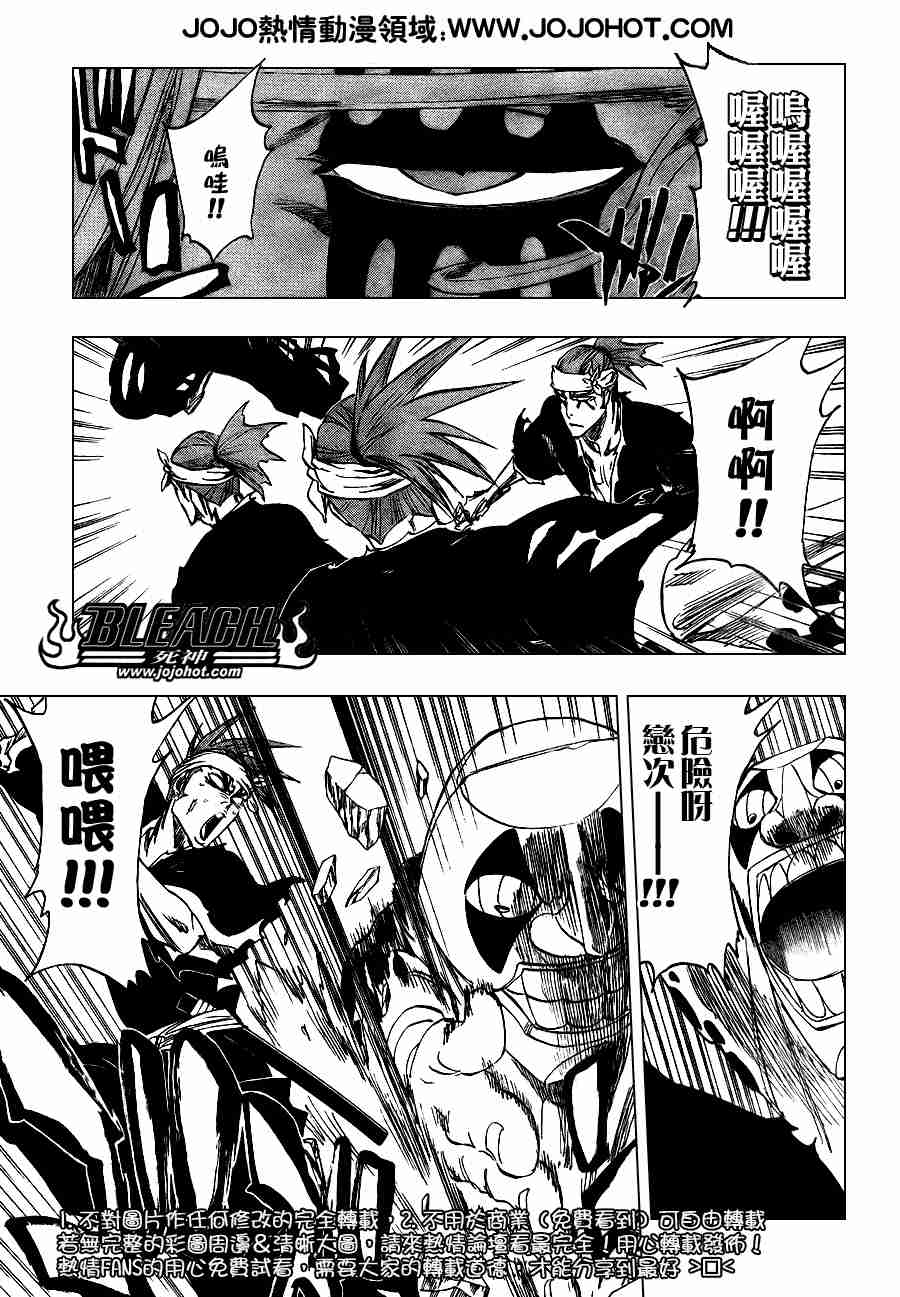 JOJO熱情動漫領域:WWW.JOJOHOT.COM
嗚喔喔喔喔
喔喔喔!!!
嗚哇!!
啊啊!!
BLEACH
死神
www.jojohot.com
危險呀
戀次——!!!
喂喂!!!
1.不對圖片作任何修改的完全轉載，2.不用於商業（免費看到）可自由轉載
若無完整的彩圖周漫&清晰大圖，請來熱情論壇看最完全！用心轉載發佈！
熱情FANS的用心免費試看，需要大家的轉載道德，才能分享到最好 >口<